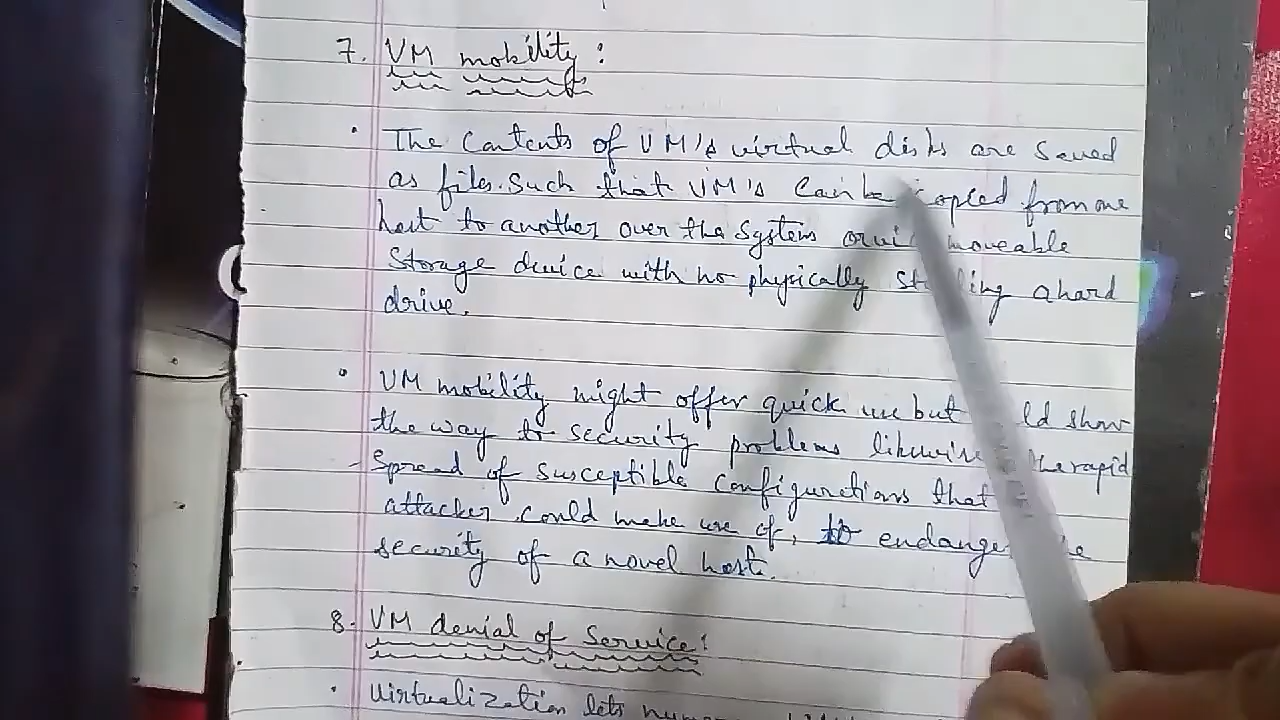 7. VM mobility:
• The Contents of VM's virtual disks are Saved
as files. Such that VM's Can be copied from one
host to another over the System or via moveable
Storage device with no physically stealing a hard
drive.
• VM mobility might offer quick use but could show
the way to security problems likewise the rapid
- Spread of susceptible configurations that
attacker could make use of, to endanger the
security of a novel host.
8. VM denial of Service:
• Virtualization lets